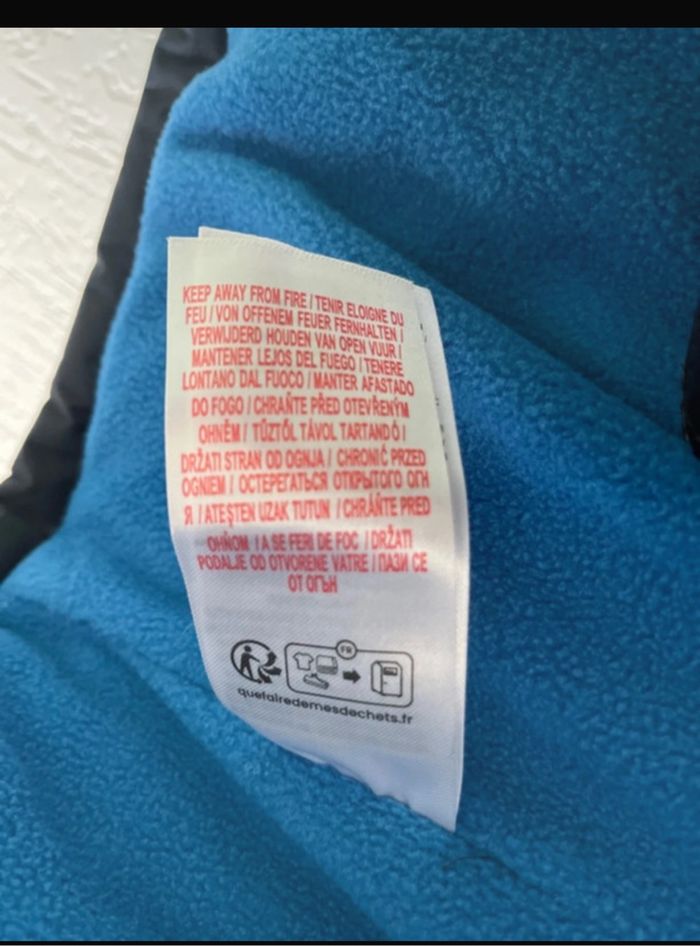 KEEP AWAY FROM FIRE / TENIR ELOIGNE DU
FEU / VON OFFENEM FEUER FERNHALTEN /
VERWIJDERD HOUDEN VAN OPEN VUUR /
MANTENER LEJOS DEL FUEGO / TENERE
LONTANO DAL FUOCO / MANTER AFASTADO
DO FOGO / CHRAŇTE PŘED OTEVŘENÝM
OHNĚM / TŰZTŐL TÁVOL TARTANDÓ /
DRŽATI STRAN OD OGNJA / CHRONIĆ PRZED
OGNIEM / ОСТЕРЕГАТЬСЯ ОТКРЫТОГО ОГН
Я / ATEŞTEN UZAK TUTUN / CHRÁŇTE PRED
OHŇOM / A SE FERI DE FOC / DRŽATI
PODALJE OD OTVORENE VATRE / ПАЗИ СЕ
ОТ ОГЪН
FR
quefairedemesdechets.fr